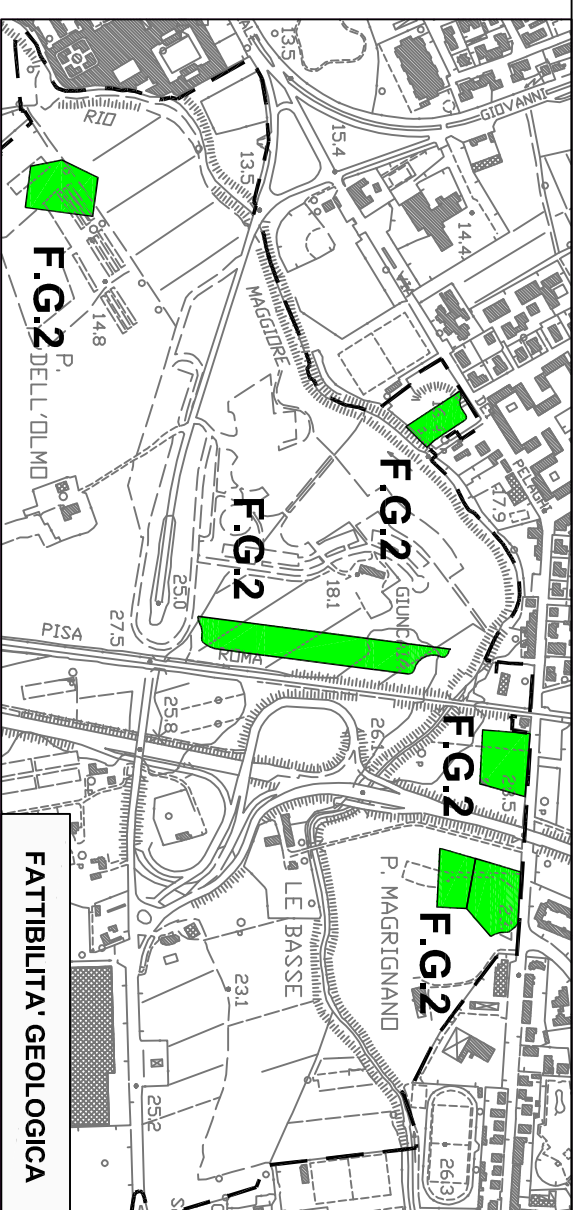 13.5
GIOVANNI
15.4
13.5
RIO
14.4
VIA
MAGGIORE
14.8
F.G.2
P.
DELL'OLMO
PELAGHI
17.9
F.G.2
F.G.2
GIUNCAIA
18.1
25.0
27.5
PISA
ROMA
25.8
26.1
F.G.2
F.G.2
P. MAGRIGNANO
LE BASSE
23.1
25.2
26.3
FATTIBILITA' GEOLOGICA